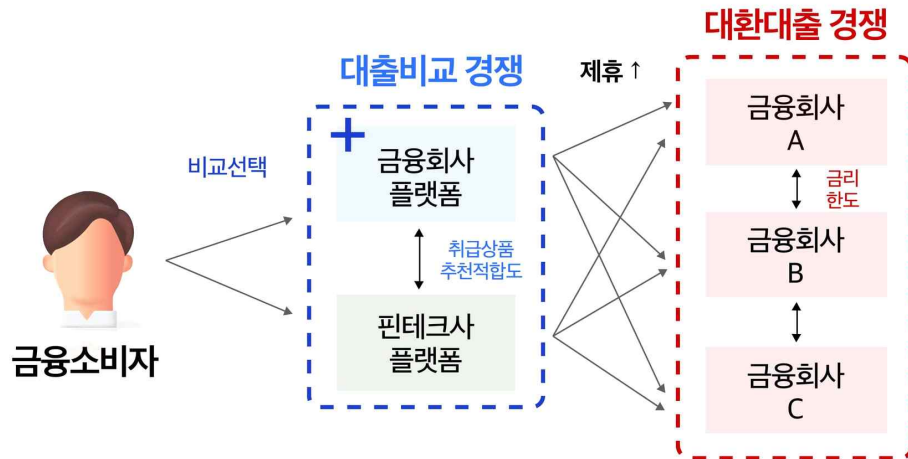 대환대출 경쟁
대출비교 경쟁
제휴 ↑
비교선택
+
금융회사
플랫폼
취급상품
추천적합도
핀테크사
플랫폼
금융소비자
금융회사
A
금리
한도
금융회사
B
금융회사
C